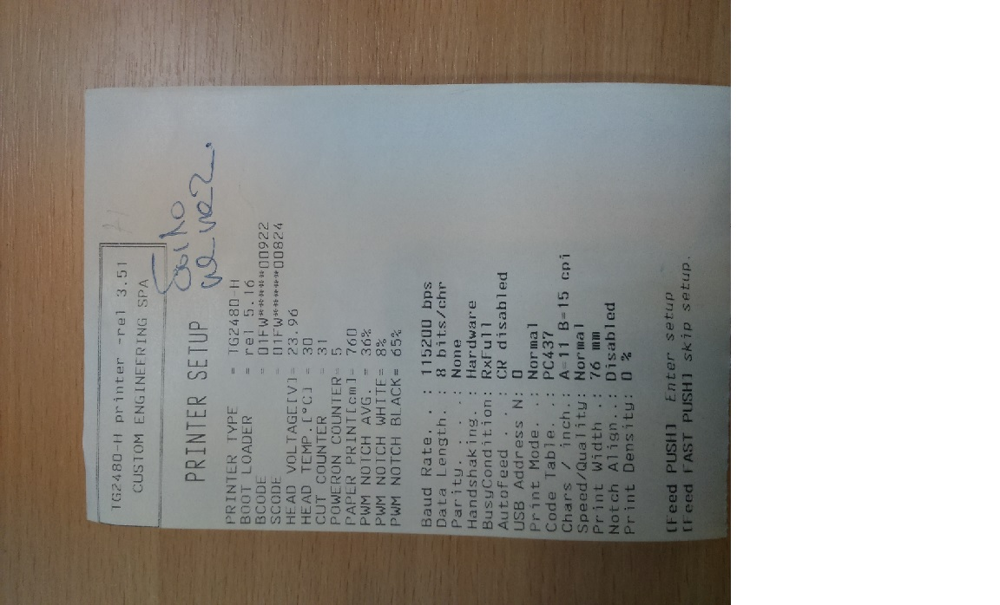 TG2480-H printer -rel 3.51
CUSTOM ENGINEERING SPA
PRINTER SETUP
PRINTER TYPE = TG2480-H
BOOT LOADER = rel 5.16
BCODE = 01FW*****00922
SCODE = 01FW*****00824
HEAD VOLTAGE[V]= 23.96
HEAD TEMP.[°C] = 30
CUT COUNTER = 31
POWERON COUNTER= 5
PAPER PRINT[cm]= 760
PWM NOTCH AVG. = 36%
PWM NOTCH WHITE= 8%
PWM NOTCH BLACK= 65%
Baud Rate. . : 115200 bps
Data Length. : 8 bits/chr
Parity. . . .: None
Handshaking. : Hardware
BusyCondition: RxFull
Autofeed . . : CR disabled
USB Address N: 0
Print Mode. .: Normal
Code Table. .: PC437
Chars / inch.: A=11 B=15 cpi
Speed/Quality: Normal
Print Width .: 76 mm
Notch Align..: Disabled
Print Density: 0 %
[Feed PUSH] Enter setup
[Feed FAST PUSH] skip setup.